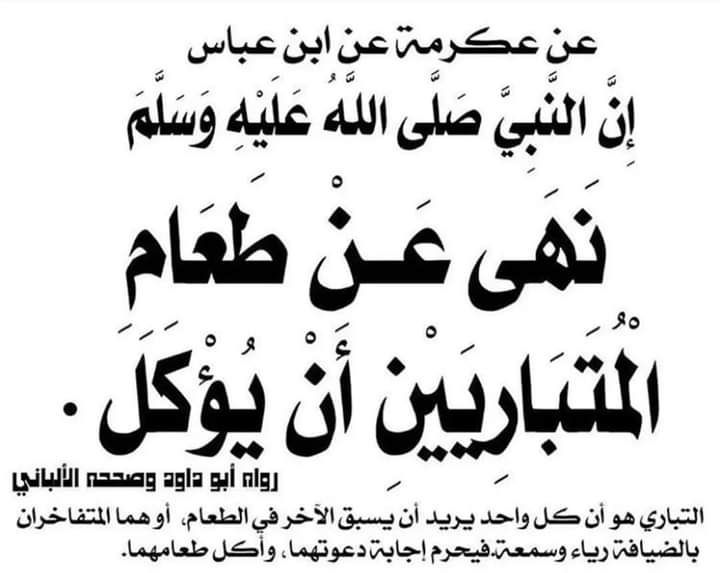 عن عكرمة عن ابن عباس
إِنَّ النَّبِيَّ صَلَّى اللَّهُ عَلَيْهِ وَسَلَّمَ
نَهَى عَنْ طَعَامِ
الْمُتَبَارِيَيْنِ أَنْ يُؤْكَلَ .
رواه أبو داود وصححه الألباني
التباري هو أن كل واحد يريد أن يسبق الآخر في الطعام، أو هما المتفاخران
بالضيافة رياء وسمعة.فيحرم إجابة دعوتهما، وأكل طعامهما.